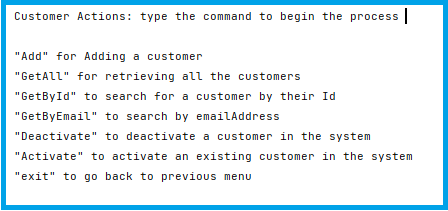 Customer Actions: type the command to begin the process
"Add" for Adding a customer
"GetAll" for retrieving all the customers
"GetById" to search for a customer by their Id
"GetByEmail" to search by emailAddress
"Deactivate" to deactivate a customer in the system
"Activate" to activate an existing customer in the system
"exit" to go back to previous menu